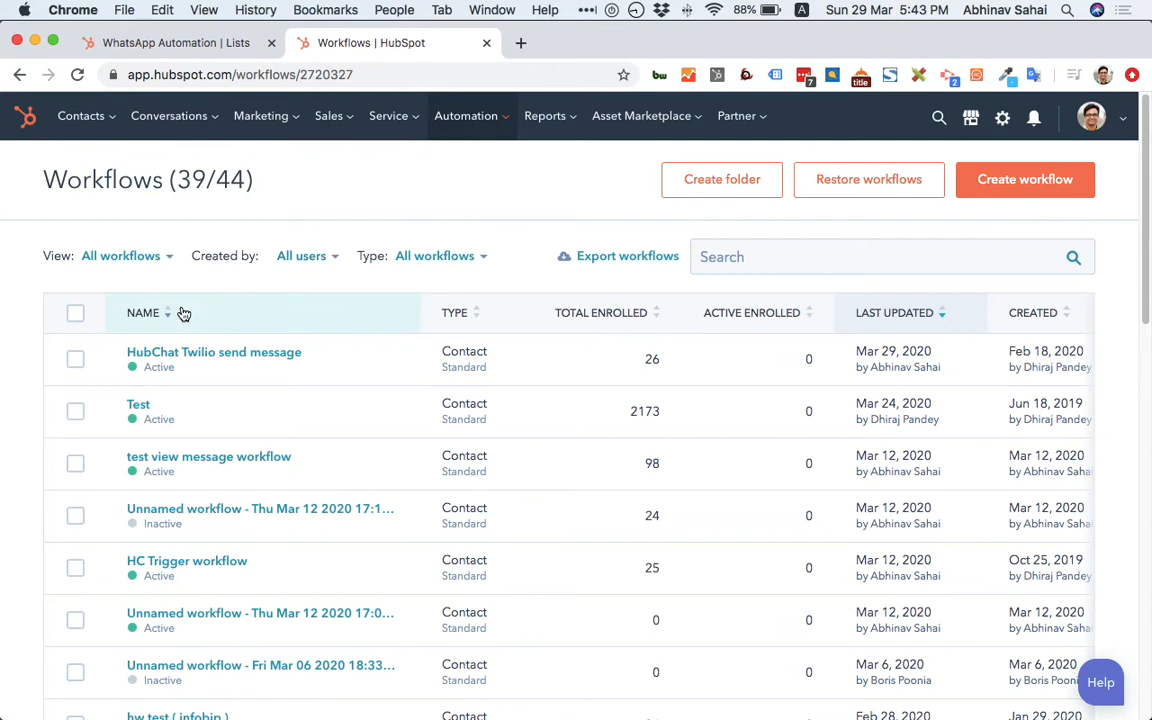 Chrome File Edit View History Bookmarks People Tab Window Help 88% A Sun 29 Mar 5:43 PM Abhinav Sahai
WhatsApp Automation | Lists Workflows | HubSpot
app.hubspot.com/workflows/2720327 bw 7 title S 2
Contacts Conversations Marketing Sales Service Automation Reports Asset Marketplace Partner
Workflows (39/44) Create folder Restore workflows Create workflow
View: All workflows Created by: All users Type: All workflows Export workflows Search
NAME TYPE TOTAL ENROLLED ACTIVE ENROLLED LAST UPDATED CREATED
HubChat Twilio send message Contact 26 0 Mar 29, 2020 Feb 18, 2020
Active Standard by Abhinav Sahai by Dhiraj Pandey
Test Contact 2173 0 Mar 24, 2020 Jun 18, 2019
Active Standard by Dhiraj Pandey by Dhiraj Pandey
test view message workflow Contact 98 0 Mar 12, 2020 Mar 12, 2020
Active Standard by Abhinav Sahai by Abhinav Sahai
Unnamed workflow - Thu Mar 12 2020 17:1... Contact 24 0 Mar 12, 2020 Mar 12, 2020
Inactive Standard by Abhinav Sahai by Abhinav Sahai
HC Trigger workflow Contact 25 0 Mar 12, 2020 Oct 25, 2019
Active Standard by Abhinav Sahai by Dhiraj Pandey
Unnamed workflow - Thu Mar 12 2020 17:0... Contact 0 0 Mar 12, 2020 Mar 12, 2020
Active Standard by Abhinav Sahai by Abhinav Sahai
Unnamed workflow - Fri Mar 06 2020 18:33... Contact 0 0 Mar 6, 2020 Mar 6, 2020
Inactive Standard by Boris Poonia by Boris Poon
Help
hw test ( infobip ) Contact Feb 28, 2020 Jan 29, 2020